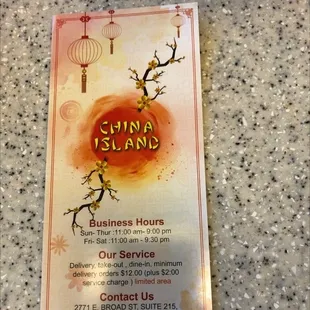 CHINA
ISLAND
Business Hours
Sun- Thur :11:00 am- 9:00 pm
Fri- Sat :11:00 am - 9.30 pm
Our Service
Delivery, take-out , dine-in, minimum
delivery orders $12.00 (plus $2.00
service charge ) limited area
Contact Us
2771 E. BROAD ST, SUITE 215,